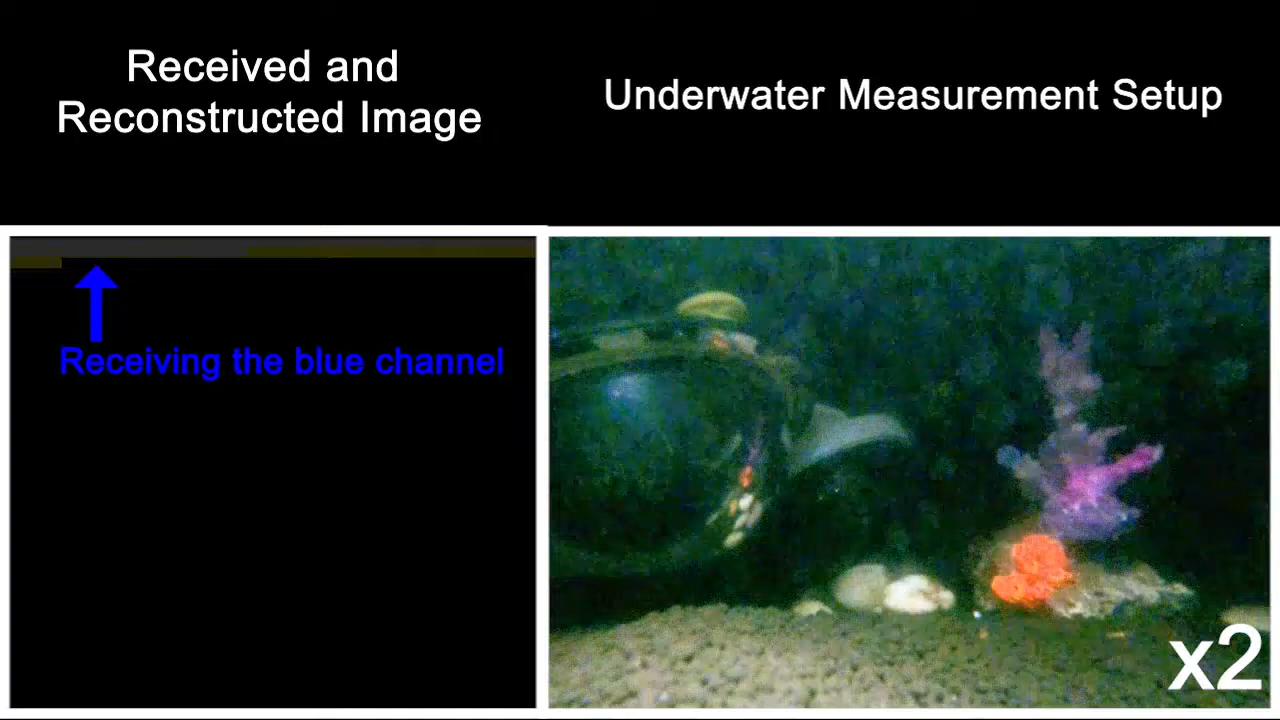 Received and
Reconstructed Image
Underwater Measurement Setup
Receiving the blue channel
x2